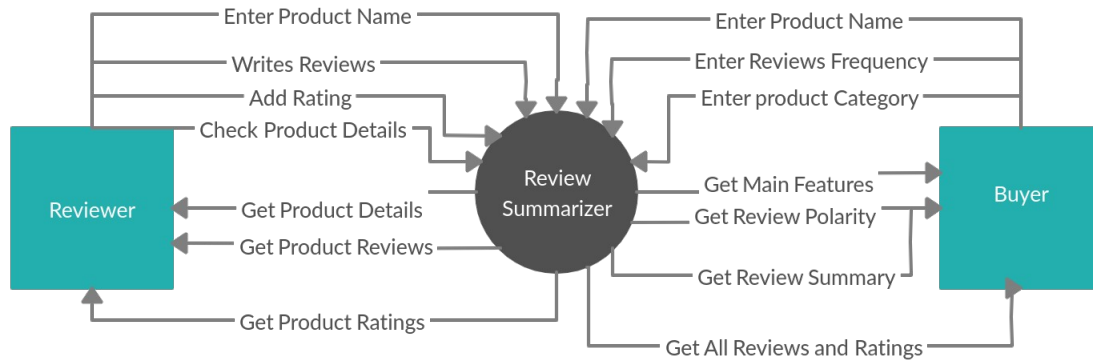 Enter Product Name
Enter Product Name
Writes Reviews
Enter Reviews Frequency
Add Rating
Enter product Category
Check Product Details
Review
Summarizer
Reviewer
Buyer
Get Main Features
Get Product Details
Get Review Polarity
Get Product Reviews
Get Review Summary
Get Product Ratings
Get All Reviews and Ratings